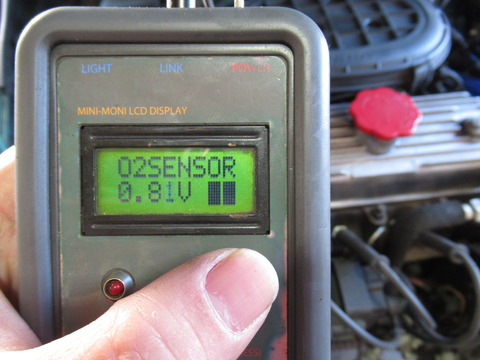 LIGHT LINK POWER
MINI-MONI LCD DISPLAY
O2SENSOR
0.81V